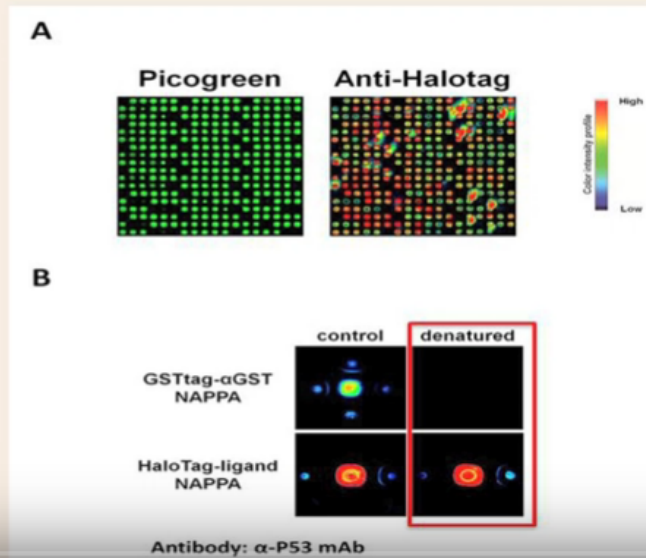 A
Picogreen Anti-Halotag
High
Color intensity profile
Low
B
control denatured
GSTtag-αGST
NAPPA
HaloTag-ligand
NAPPA
Antibody: α-P53 mAb